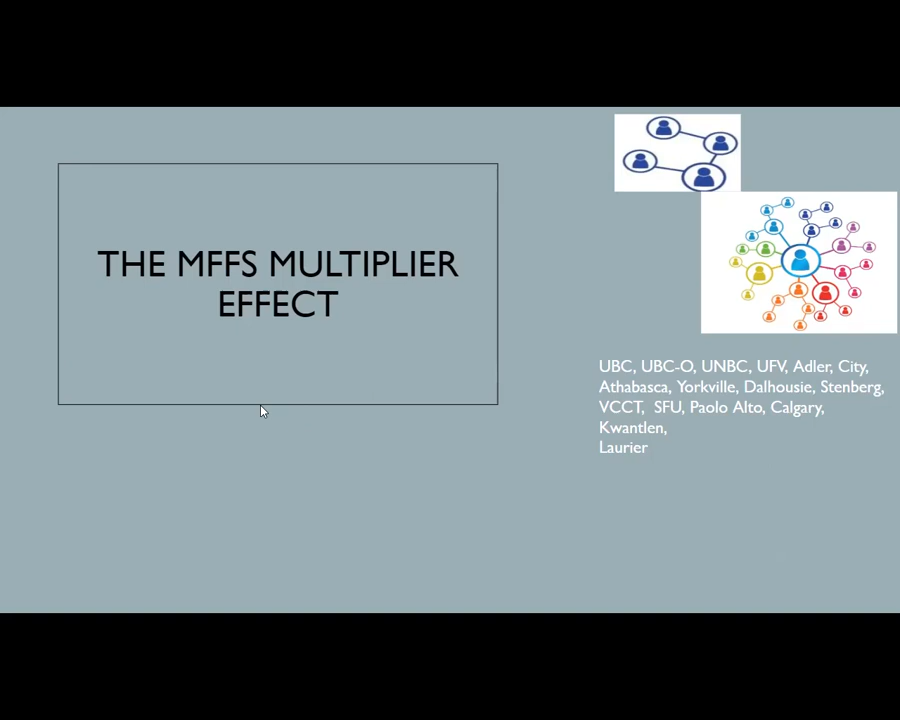 THE MFFS MULTIPLIER
EFFECT
UBC, UBC-O, UNBC, UFV, Adler, City,
Athabasca, Yorkville, Dalhousie, Stenberg,
VCCT, SFU, Paolo Alto, Calgary,
Kwantlen,
Laurier